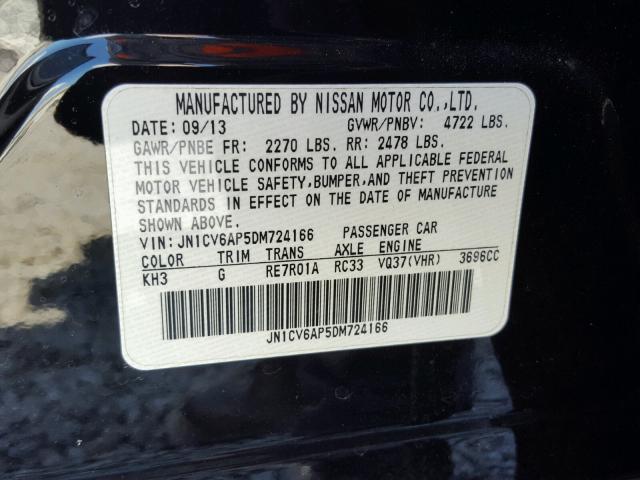 MANUFACTURED BY NISSAN MOTOR CO.,LTD.
DATE: 09/13 GVWR/PNBV: 4722 LBS.
GAWR/PNBE FR: 2270 LBS. RR: 2478 LBS.
THIS VEHICLE CONFORMS TO ALL APPLICABLE FEDERAL
MOTOR VEHICLE SAFETY,BUMPER,AND THEFT PREVENTION
STANDARDS IN EFFECT ON THE DATE OF MANUFACTURE
SHOWN ABOVE.
VIN: JN1CV6AP5DM724166 PASSENGER CAR
COLOR TRIM TRANS AXLE ENGINE
KH3 G RE7R01A RC33 VQ37(VHR) 3696CC
JN1CV6AP5DM724166